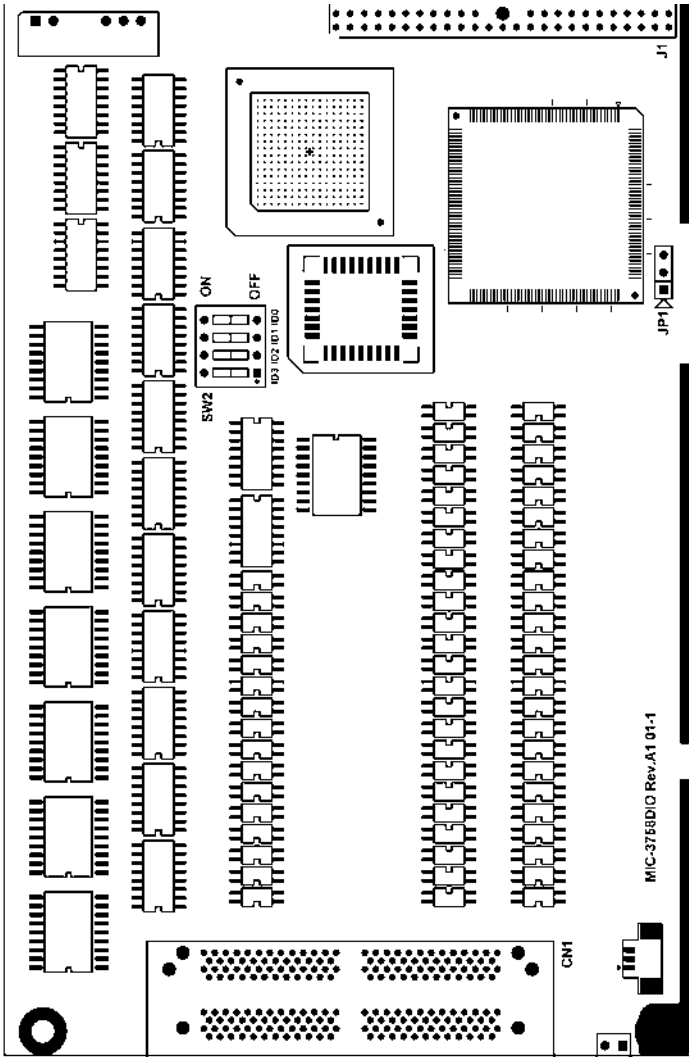 J1
ON
OFF
ID3 ID2 ID1 ID0
SW2
JP1
MIC-3758DIO Rev.A1 01-1
CN1